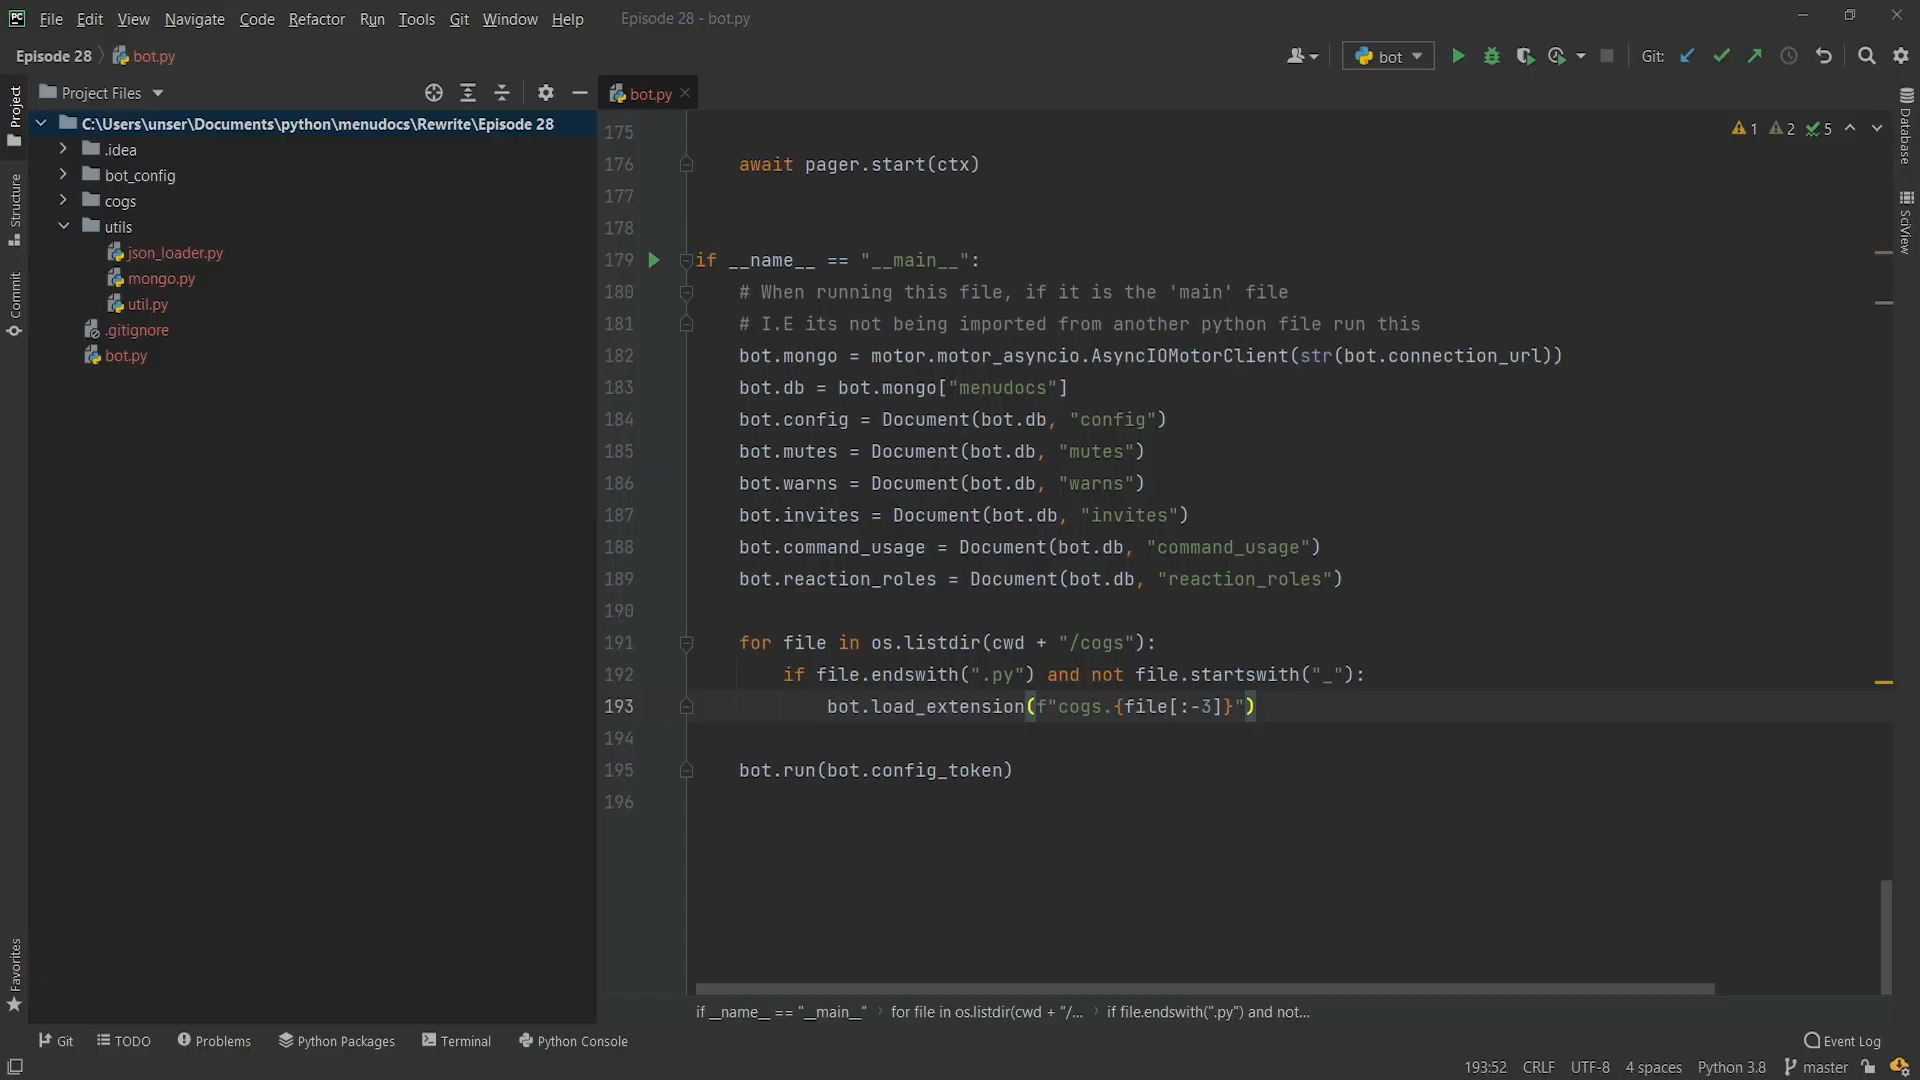 PC File Edit View Navigate Code Refactor Run Tools Git Window Help Episode 28 - bot.py
Episode 28 bot.py bot Git:
Project Files bot.py
C:\Users\unser\Documents\python\menudocs\Rewrite\Episode 28
.idea
bot_config
cogs
utils
json_loader.py
mongo.py
util.py
.gitignore
bot.py
Project
Structure
Commit
Favorites
1 2 5
175
176 await pager.start(ctx)
177
178
179 if __name__ == "__main__":
180 # When running this file, if it is the 'main' file
181 # I.E its not being imported from another python file run this
182 bot.mongo = motor.motor_asyncio.AsyncIOMotorClient(str(bot.connection_url))
183 bot.db = bot.mongo["menudocs"]
184 bot.config = Document(bot.db, "config")
185 bot.mutes = Document(bot.db, "mutes")
186 bot.warns = Document(bot.db, "warns")
187 bot.invites = Document(bot.db, "invites")
188 bot.command_usage = Document(bot.db, "command_usage")
189 bot.reaction_roles = Document(bot.db, "reaction_roles")
190
191 for file in os.listdir(cwd + "/cogs"):
192 if file.endswith(".py") and not file.startswith("_"):
193 bot.load_extension(f"cogs.{file[:-3]}")
194
195 bot.run(bot.config_token)
196
Database
SciView
if __name__ == "__main__" for file in os.listdir(cwd + "/... if file.endswith(".py") and not...
Git TODO Problems Python Packages Terminal Python Console Event Log
193:52 CRLF UTF-8 4 spaces Python 3.8 master